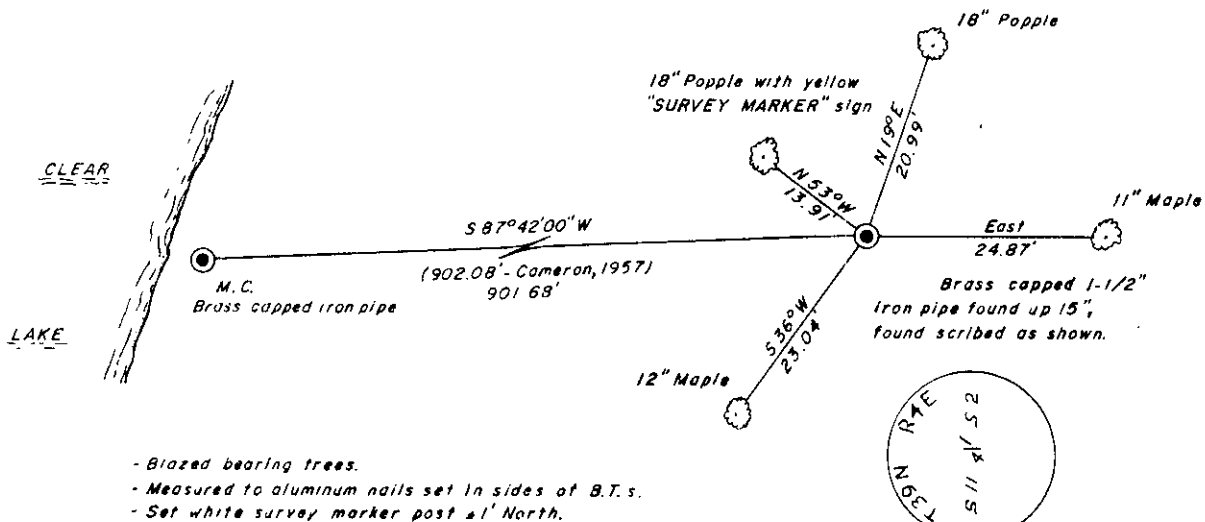 18" Popple
18" Popple with yellow
"SURVEY MARKER" sign
CLEAR
N 19°E
20.99'
N 53°W
13.91'
11" Maple
S 87°42'00" W
East
24.87'
(902.08' - Cameron, 1957)
901.68'
M.C.
Brass capped iron pipe
Brass capped 1-1/2"
iron pipe found up 15",
found scribed as shown.
LAKE
S 36°W
23.04'
12" Maple
T39N R4E
S11 1/4 S2
- Blazed bearing trees.
- Measured to aluminum nails set in sides of B.T.s.
- Set white survey marker post ±1' North.